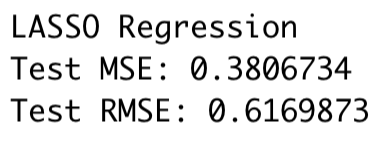 LASSO Regression
Test MSE: 0.3806734
Test RMSE: 0.6169873